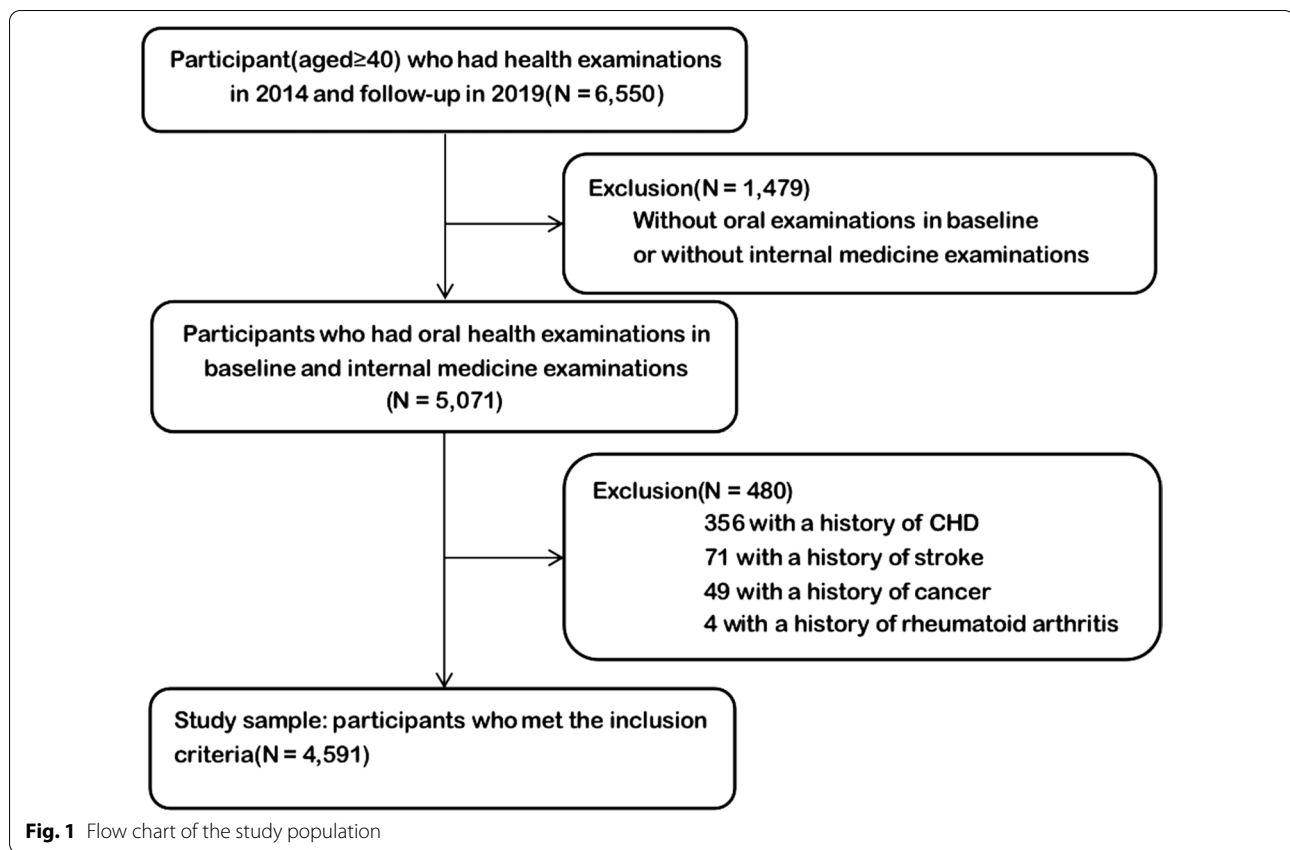 Participant(aged≥40) who had health examinations
in 2014 and follow-up in 2019(N = 6,550)
Exclusion(N = 1,479)
Without oral examinations in baseline
or without internal medicine examinations
Participants who had oral health examinations in
baseline and internal medicine examinations
(N = 5,071)
Exclusion(N = 480)
356 with a history of CHD
71 with a history of stroke
49 with a history of cancer
4 with a history of rheumatoid arthritis
Study sample: participants who met the inclusion
criteria(N = 4,591)
Fig. 1 Flow chart of the study population